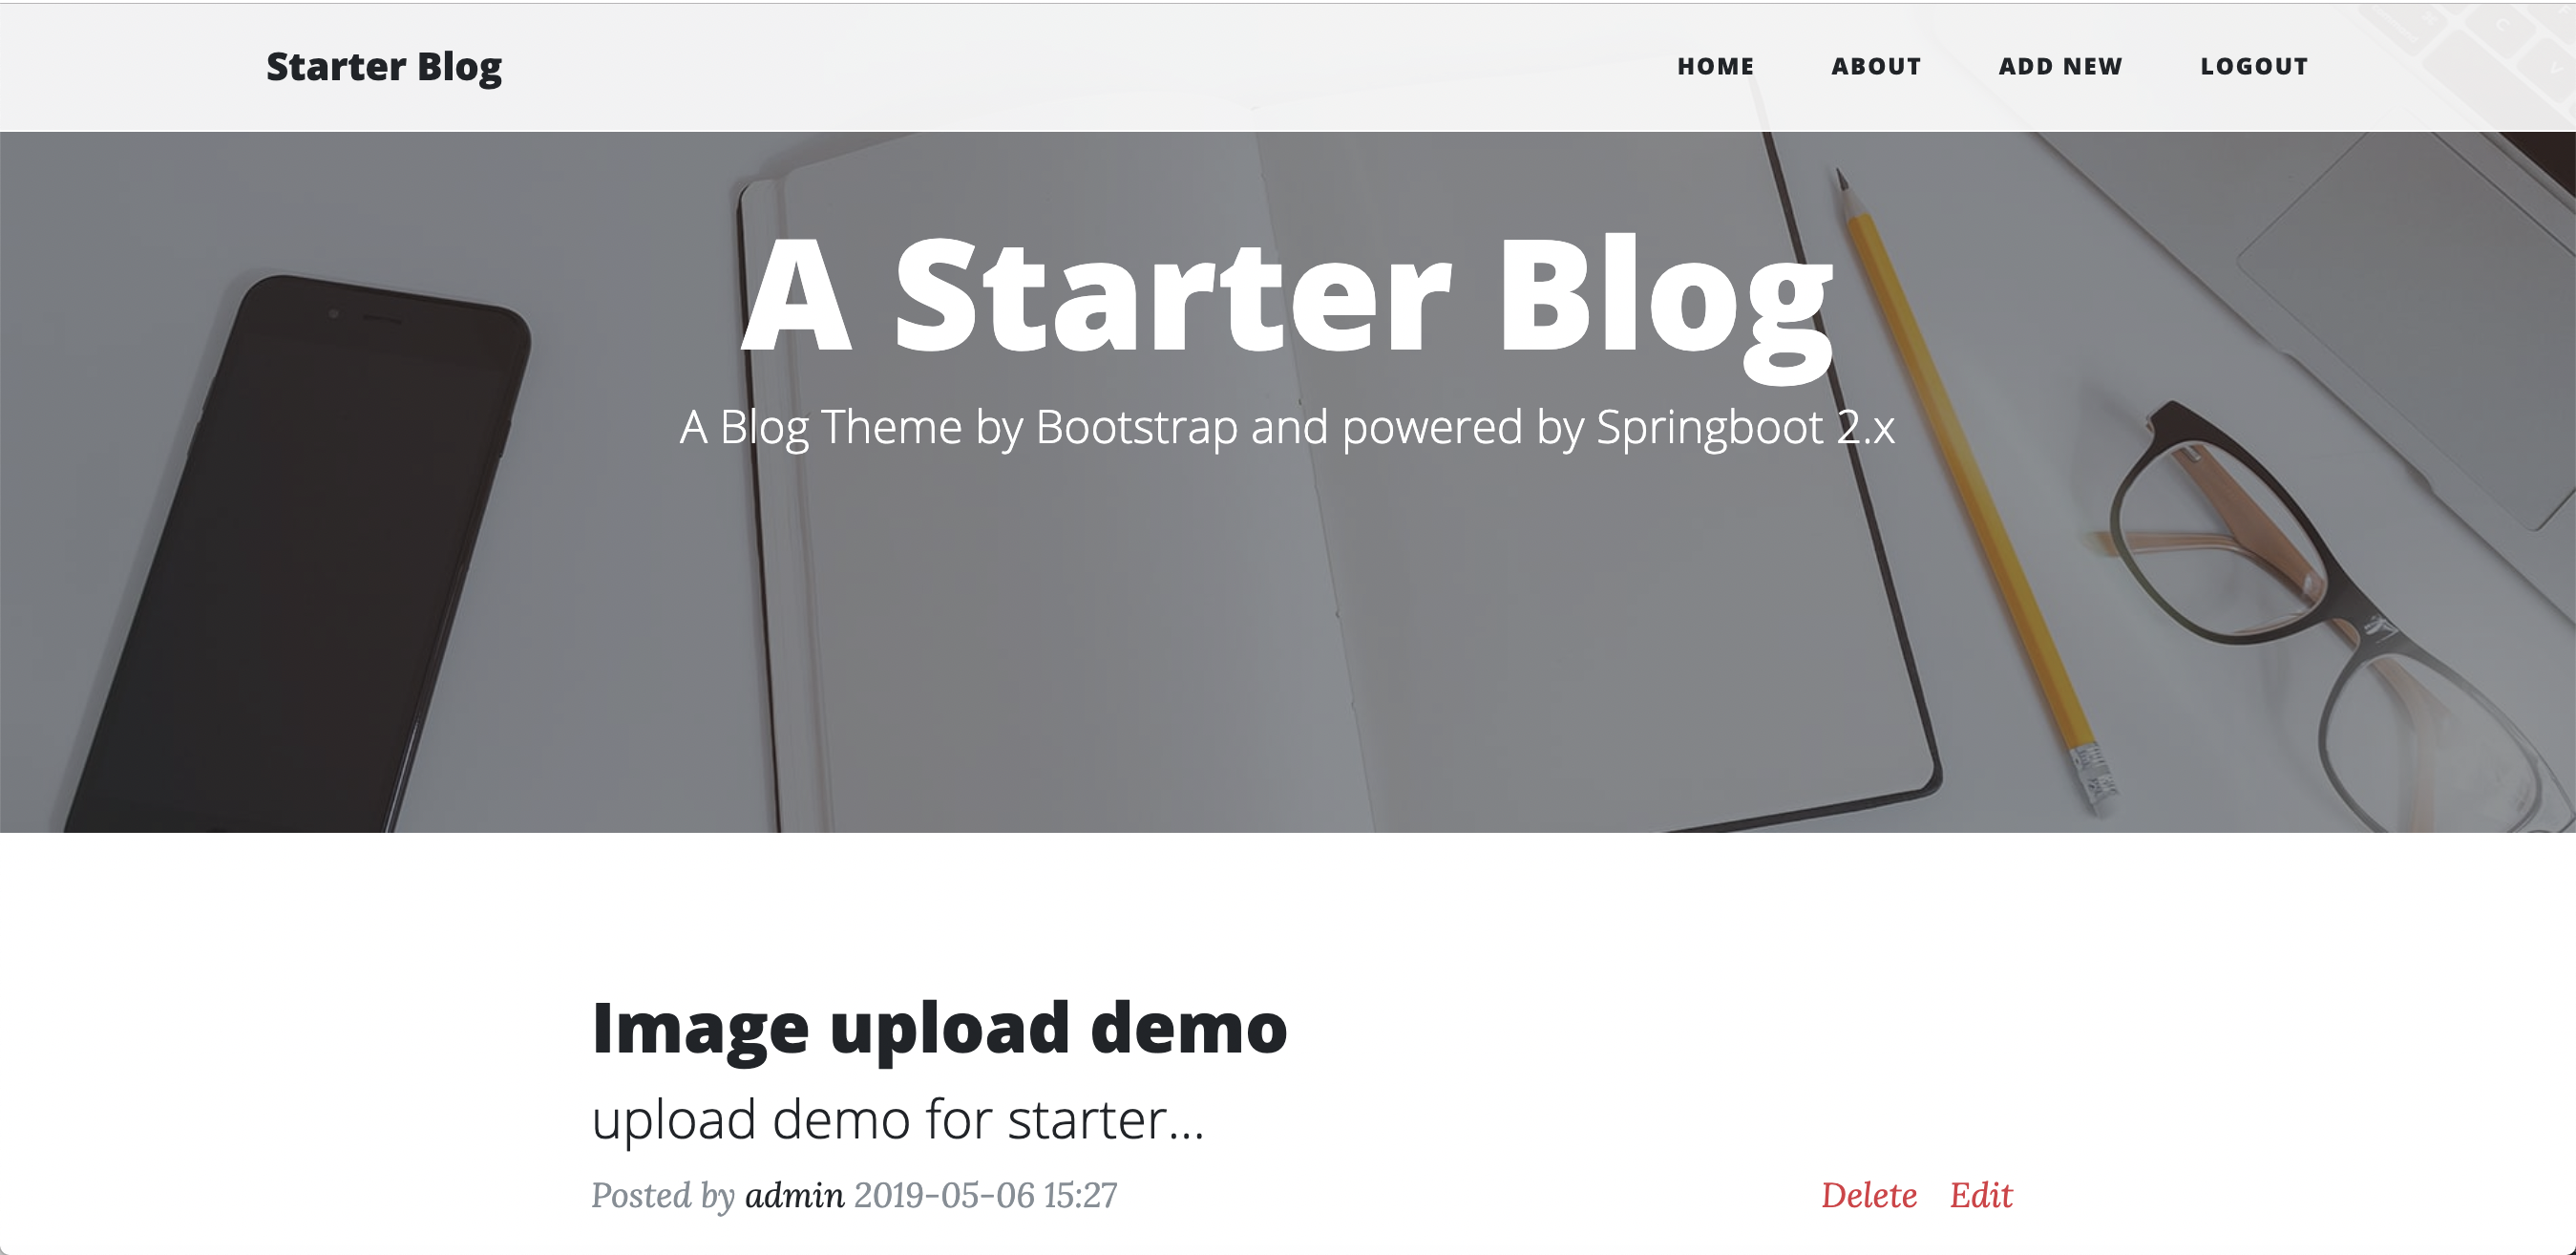 Starter Blog
HOME ABOUT ADD NEW LOGOUT
A Starter Blog
A Blog Theme by Bootstrap and powered by Springboot 2.x
Image upload demo
upload demo for starter...
Posted by admin 2019-05-06 15:27
Delete Edit